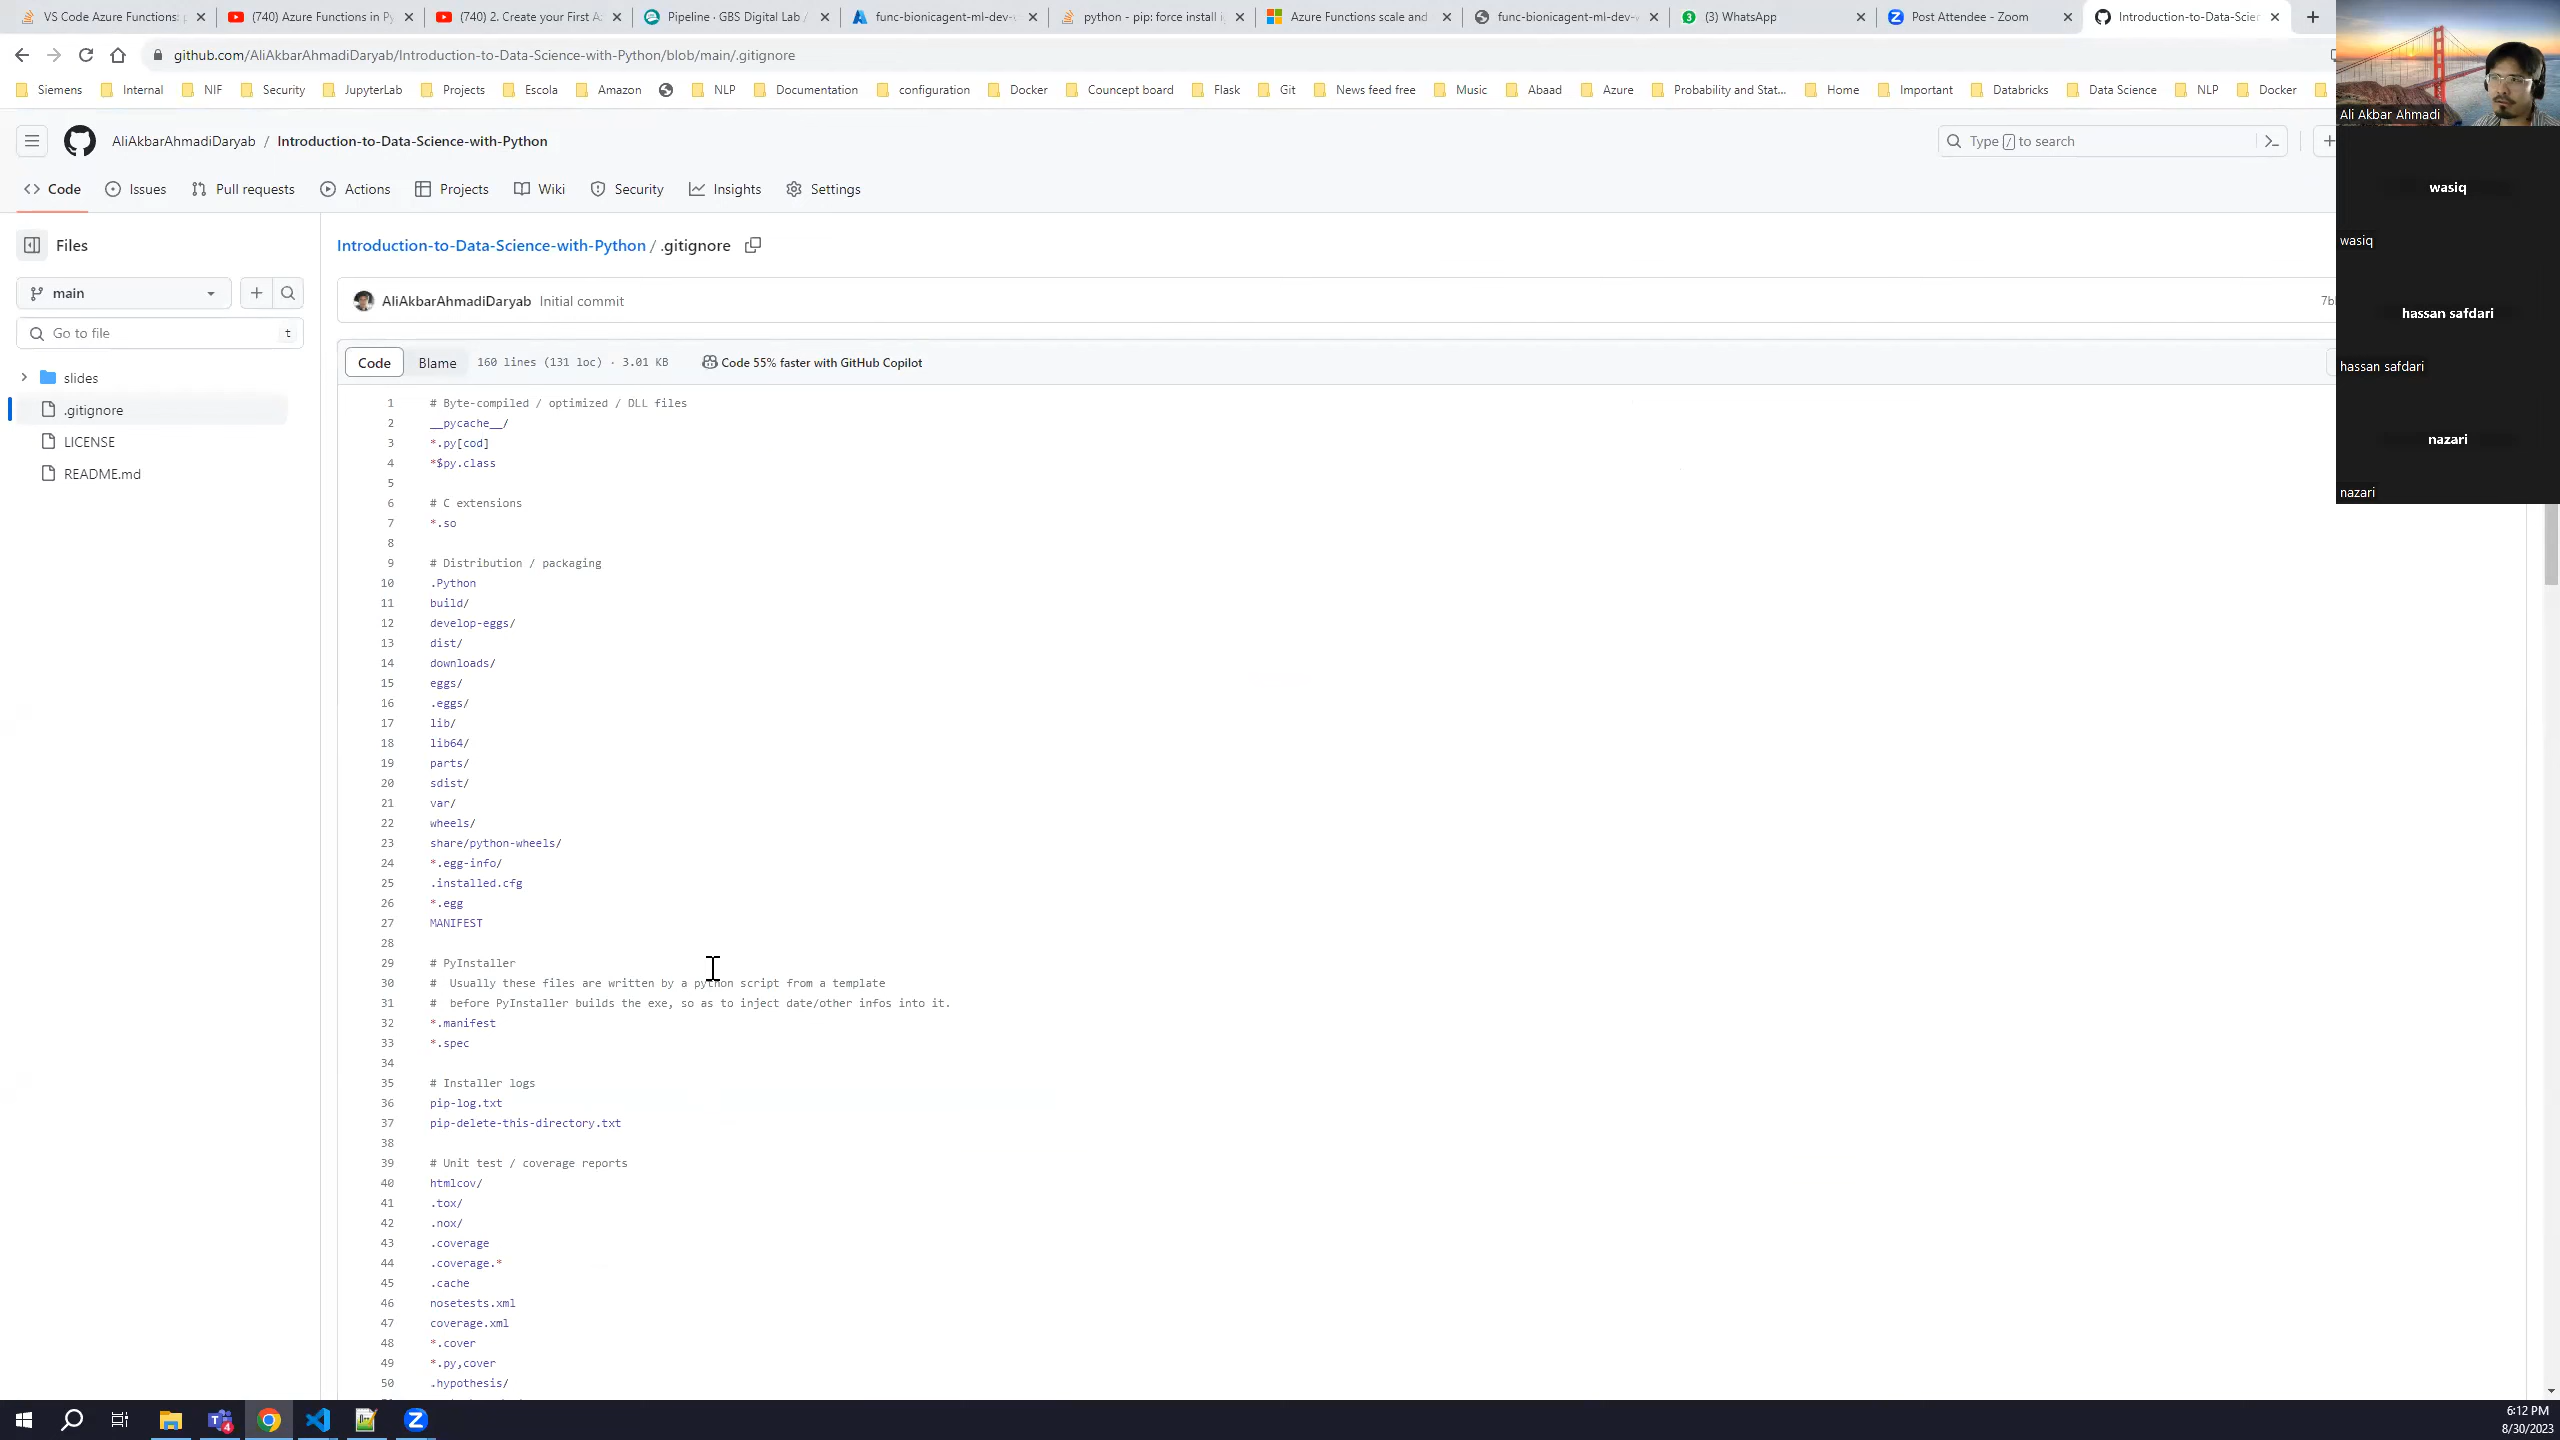 VS Code Azure Functions: p
(740) Azure Functions in Py
(740) 2. Create your First Az
Pipeline · GBS Digital Lab /
func-bionicagent-ml-dev-
python - pip: force install i
Azure Functions scale and
func-bionicagent-ml-dev-
(3) WhatsApp
Post Attendee - Zoom
Introduction-to-Data-Scien
github.com/AliAkbarAhmadiDaryab/Introduction-to-Data-Science-with-Python/blob/main/.gitignore
Siemens Internal NIF Security JupyterLab Projects Escola Amazon NLP Documentation configuration Docker Councept board Flask Git News feed free Music Abaad Azure Probability and Stat... Home Important Databricks Data Science NLP Docker
AliAkbarAhmadiDaryab / Introduction-to-Data-Science-with-Python
Type / to search
Code Issues Pull requests Actions Projects Wiki Security Insights Settings
Files
main
Go to file t
slides
.gitignore
LICENSE
README.md
Introduction-to-Data-Science-with-Python / .gitignore
AliAkbarAhmadiDaryab Initial commit
Code Blame 160 lines (131 loc) · 3.01 KB Code 55% faster with GitHub Copilot
1 # Byte-compiled / optimized / DLL files
2 __pycache__/
3 *.py[cod]
4 *$py.class
5
6 # C extensions
7 *.so
8
9 # Distribution / packaging
10 .Python
11 build/
12 develop-eggs/
13 dist/
14 downloads/
15 eggs/
16 .eggs/
17 lib/
18 lib64/
19 parts/
20 sdist/
21 var/
22 wheels/
23 share/python-wheels/
24 *.egg-info/
25 .installed.cfg
26 *.egg
27 MANIFEST
28
29 # PyInstaller
30 #  Usually these files are written by a python script from a template
31 #  before PyInstaller builds the exe, so as to inject date/other infos into it.
32 *.manifest
33 *.spec
34
35 # Installer logs
36 pip-log.txt
37 pip-delete-this-directory.txt
38
39 # Unit test / coverage reports
40 htmlcov/
41 .tox/
42 .nox/
43 .coverage
44 .coverage.*
45 .cache
46 nosetests.xml
47 coverage.xml
48 *.cover
49 *.py,cover
50 .hypothesis/
Ali Akbar Ahmadi
wasiq
wasiq
hassan safdari
hassan safdari
nazari
nazari
6:12 PM
8/30/2023